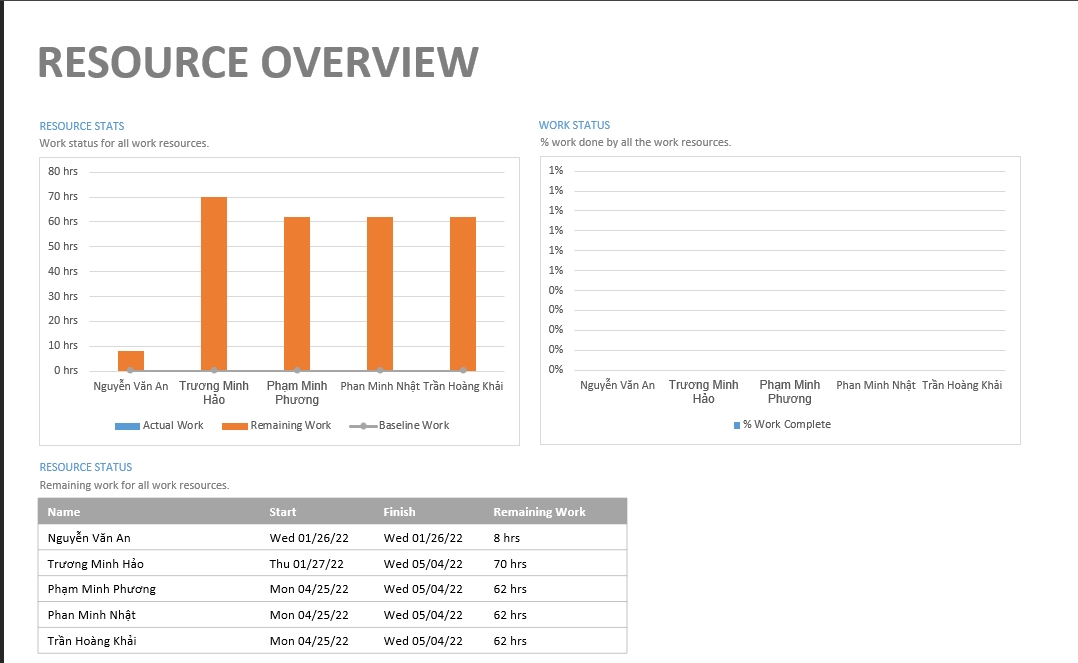 RESOURCE OVERVIEW
RESOURCE STATS
Work status for all work resources.
80 hrs
70 hrs
60 hrs
50 hrs
40 hrs
30 hrs
20 hrs
10 hrs
0 hrs
Nguyễn Văn An Trương Minh Hảo Phạm Minh Phương Phan Minh Nhật Trần Hoàng Khải
Actual Work Remaining Work Baseline Work
WORK STATUS
% work done by all the work resources.
1%
1%
1%
1%
1%
1%
0%
0%
0%
0%
0%
Nguyễn Văn An Trương Minh Hảo Phạm Minh Phương Phan Minh Nhật Trần Hoàng Khải
% Work Complete
RESOURCE STATUS
Remaining work for all work resources.
Name Start Finish Remaining Work
Nguyễn Văn An Wed 01/26/22 Wed 01/26/22 8 hrs
Trương Minh Hảo Thu 01/27/22 Wed 05/04/22 70 hrs
Phạm Minh Phương Mon 04/25/22 Wed 05/04/22 62 hrs
Phan Minh Nhật Mon 04/25/22 Wed 05/04/22 62 hrs
Trần Hoàng Khải Mon 04/25/22 Wed 05/04/22 62 hrs